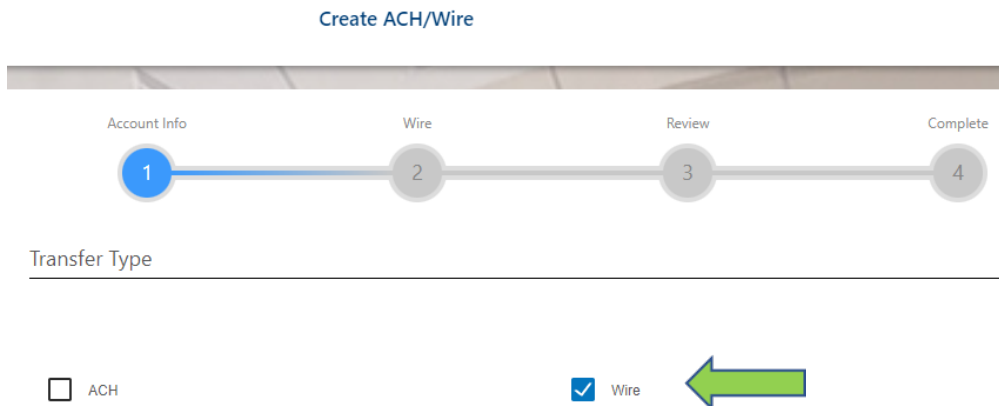 Create ACH/Wire
Account Info Wire Review Complete
1 2 3 4
Transfer Type
ACH Wire